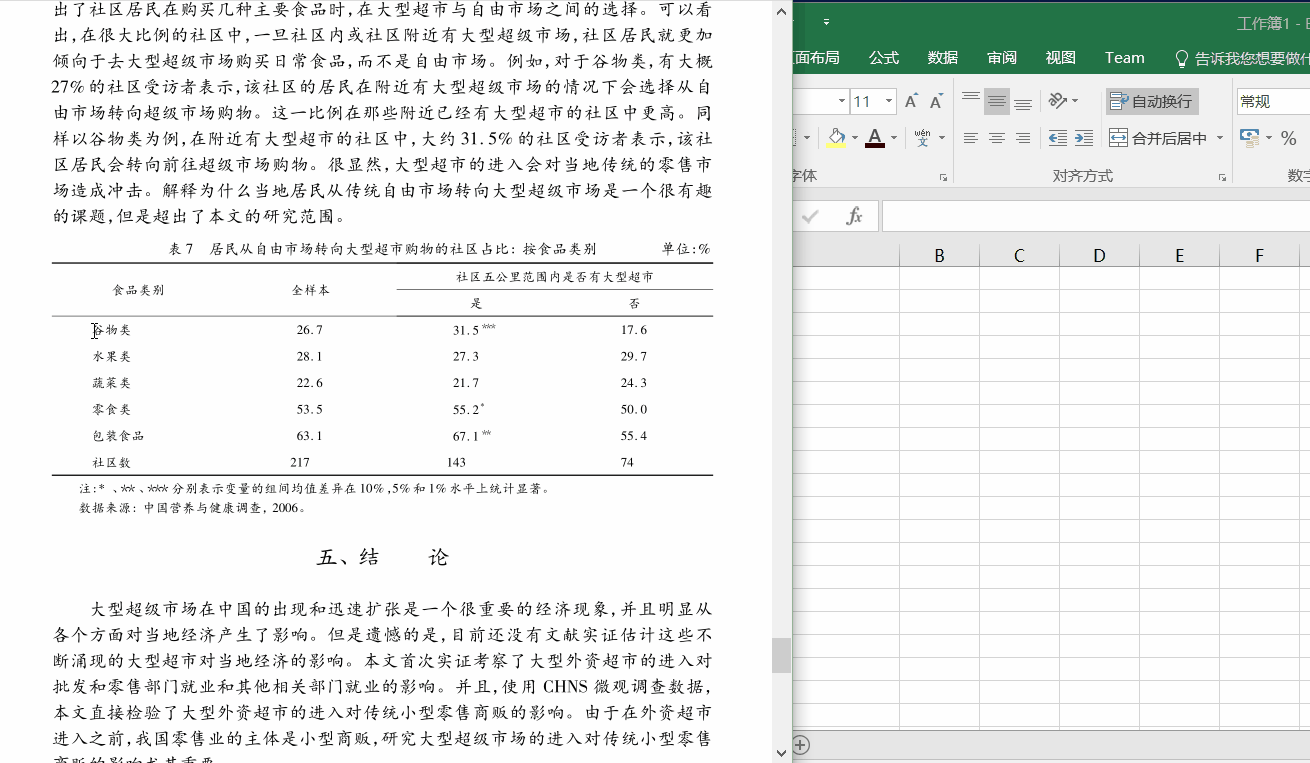 出了社区居民在购买几种主要食品时,在大型超市与自由市场之间的选择。可以看
出,在很大比例的社区中,一旦社区内或社区附近有大型超级市场,社区居民就更加
倾向于去大型超级市场购买日常食品,而不是自由市场。例如,对于谷物类,有大概
27%的社区受访者表示,该社区的居民在附近有大型超级市场的情况下会选择从自
由市场转向超级市场购物。这一比例在那些附近已经有大型超市的社区中更高。同
样以谷物类为例,在附近有大型超市的社区中,大约31.5%的社区受访者表示,该社
区居民会转向前往超级市场购物。很显然,大型超市的进入会对当地传统的零售市
场造成冲击。解释为什么当地居民从传统自由市场转向大型超级市场是一个很有趣
的课题,但是超出了本文的研究范围。
表7 居民从自由市场转向大型超市购物的社区占比:按食品类别 单位:%
食品类别 全样本 社区五公里范围内是否有大型超市
是 否
谷物类 26.7 31.5*** 17.6
水果类 28.1 27.3 29.7
蔬菜类 22.6 21.7 24.3
零食类 53.5 55.2* 50.0
包装食品 63.1 67.1** 55.4
社区数 217 143 74
注:*、**、***分别表示变量的组间均值差异在10%,5%和1%水平上统计显著。
数据来源:中国营养与健康调查,2006。
五、结 论
大型超级市场在中国的出现和迅速扩张是一个很重要的经济现象,并且明显从
各个方面对当地经济产生了影响。但是遗憾的是,目前还没有文献实证估计这些不
断涌现的大型超市对当地经济的影响。本文首次实证考察了大型外资超市的进入对
批发和零售部门就业和其他相关部门就业的影响。并且,使用CHNS微观调查数据,
本文直接检验了大型外资超市的进入对传统小型零售商贩的影响。由于在外资超市
进入之前,我国零售业的主体是小型商贩,研究大型超级市场的进入对传统小型零售
工作簿1 - E
页面布局 公式 数据 审阅 视图 Team 告诉我您想要做什
11 A A 自动换行 常规
A wén 文 合并后居中 %
字体 对齐方式 数字
fx
B C D E F